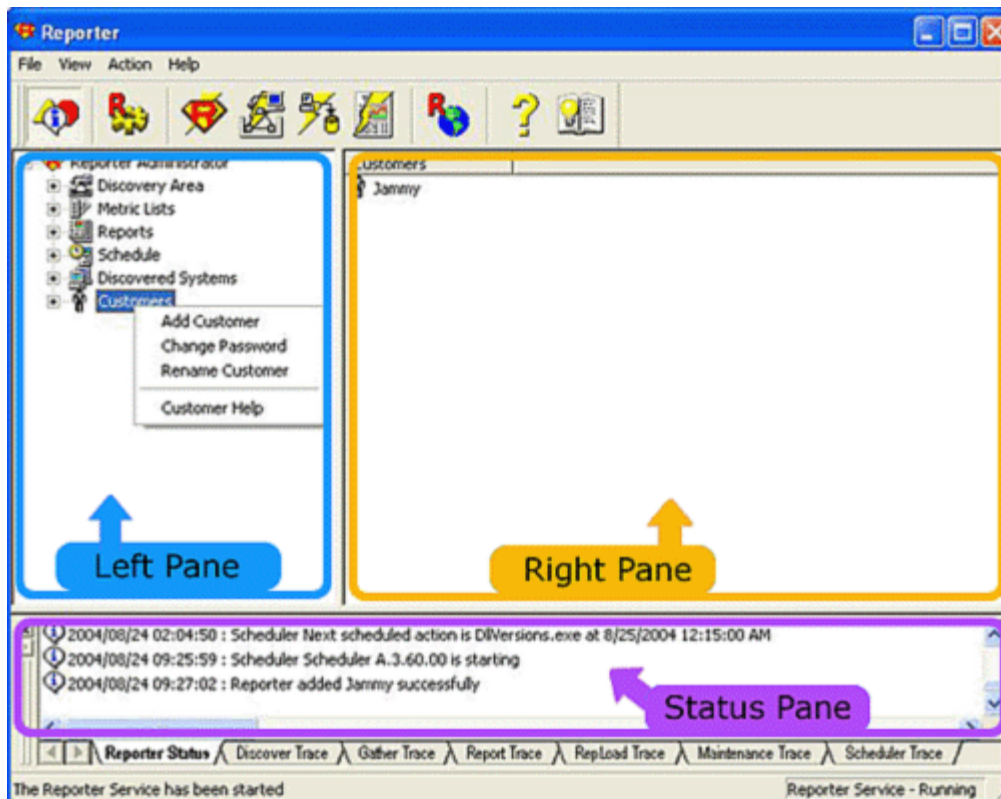 Reporter
File View Action Help
Reporter Administrator
Discovery Area
Metric Lists
Reports
Schedule
Discovered Systems
Customers
Add Customer
Change Password
Rename Customer
Customer Help
Left Pane
Customers
Jammy
Right Pane
2004/08/24 02:04:50 : Scheduler Next scheduled action is DllVersions.exe at 8/25/2004 12:15:00 AM
2004/08/24 09:25:59 : Scheduler Scheduler A.3.60.00 is starting
2004/08/24 09:27:02 : Reporter added Jammy successfully
Status Pane
Reporter Status Discover Trace Gather Trace Report Trace RepLoad Trace Maintenance Trace Scheduler Trace
The Reporter Service has been started Reporter Service - Running